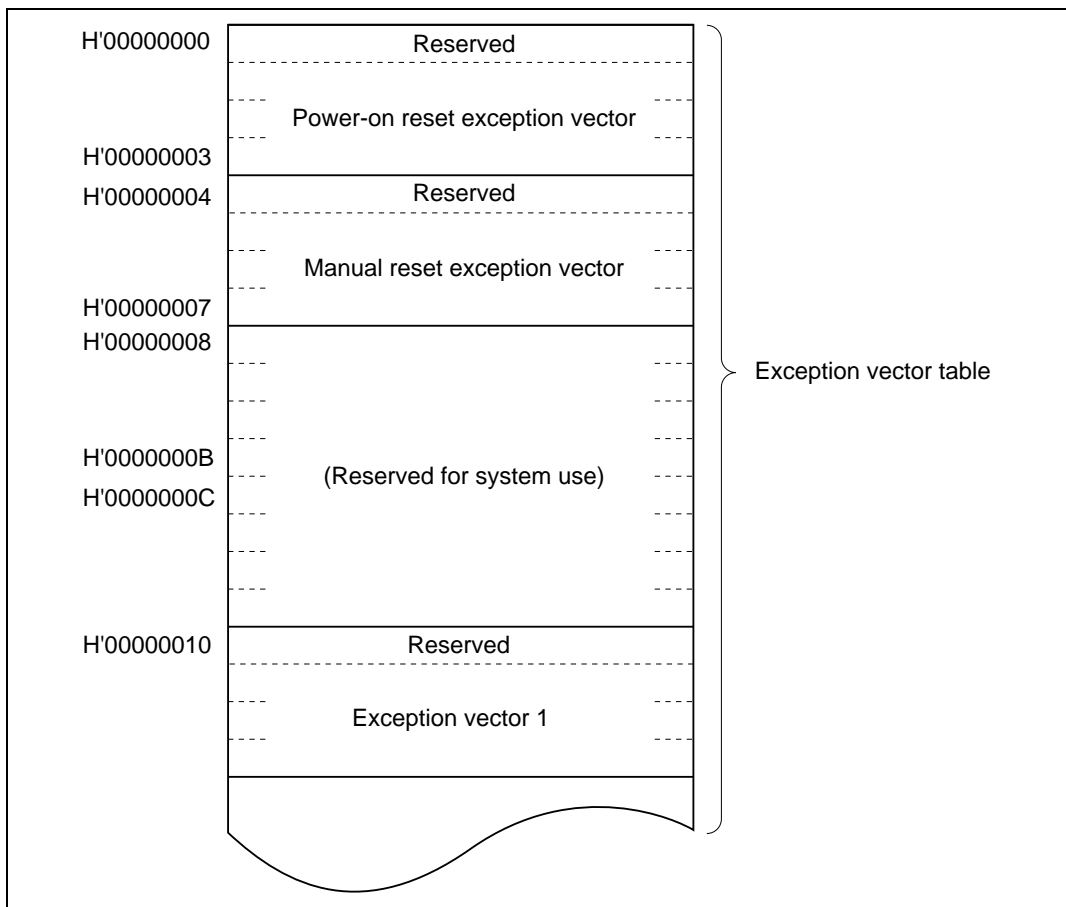 H'00000000
Reserved
Power-on reset exception vector
H'00000003
H'00000004
Reserved
Manual reset exception vector
H'00000007
H'00000008
Exception vector table
H'0000000B
(Reserved for system use)
H'0000000C
H'00000010
Reserved
Exception vector 1